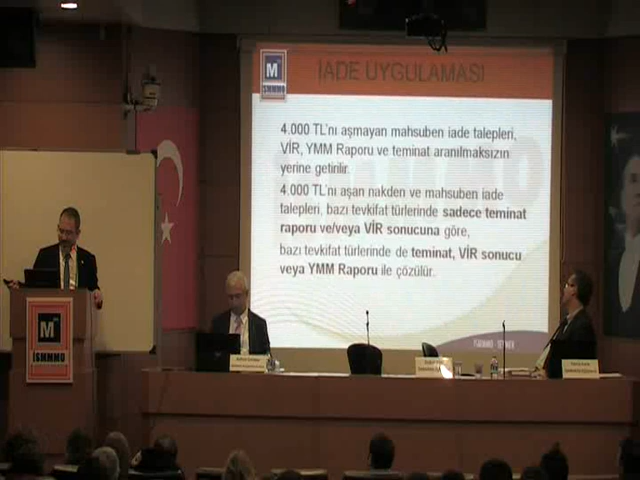 M
İSMMMO
İADE UYGULAMASI
4.000 TL'nı aşmayan mahsuben iade talepleri,
VİR, YMM Raporu ve teminat aranılmaksızın
yerine getirilir.
4.000 TL'nı aşan nakden ve mahsuben iade
talepleri, bazı tevkifat türlerinde sadece teminat
raporu ve/veya VİR sonucuna göre,
bazı tevkifat türlerinde de teminat, VİR sonucu
veya YMM Raporu ile çözülür.
M
İSMMMO